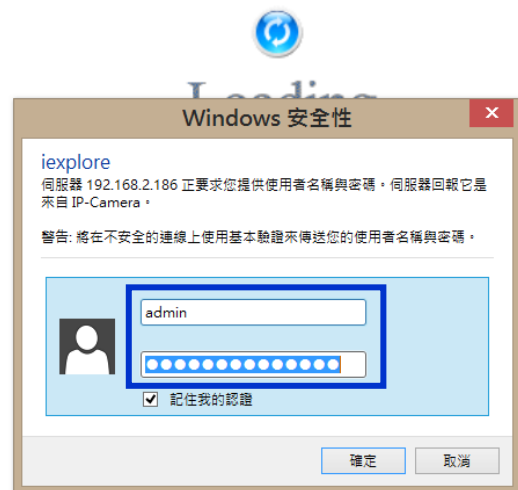 Loading
Windows 安全性
iexplore
伺服器 192.168.2.186 正要求您提供使用者名稱與密碼。伺服器回報它是
來自 IP-Camera。
警告: 將在不安全的連線上使用基本驗證來傳送您的使用者名稱與密碼。
admin
●●●●●●●●●●●●●●
記住我的認證
確定
取消